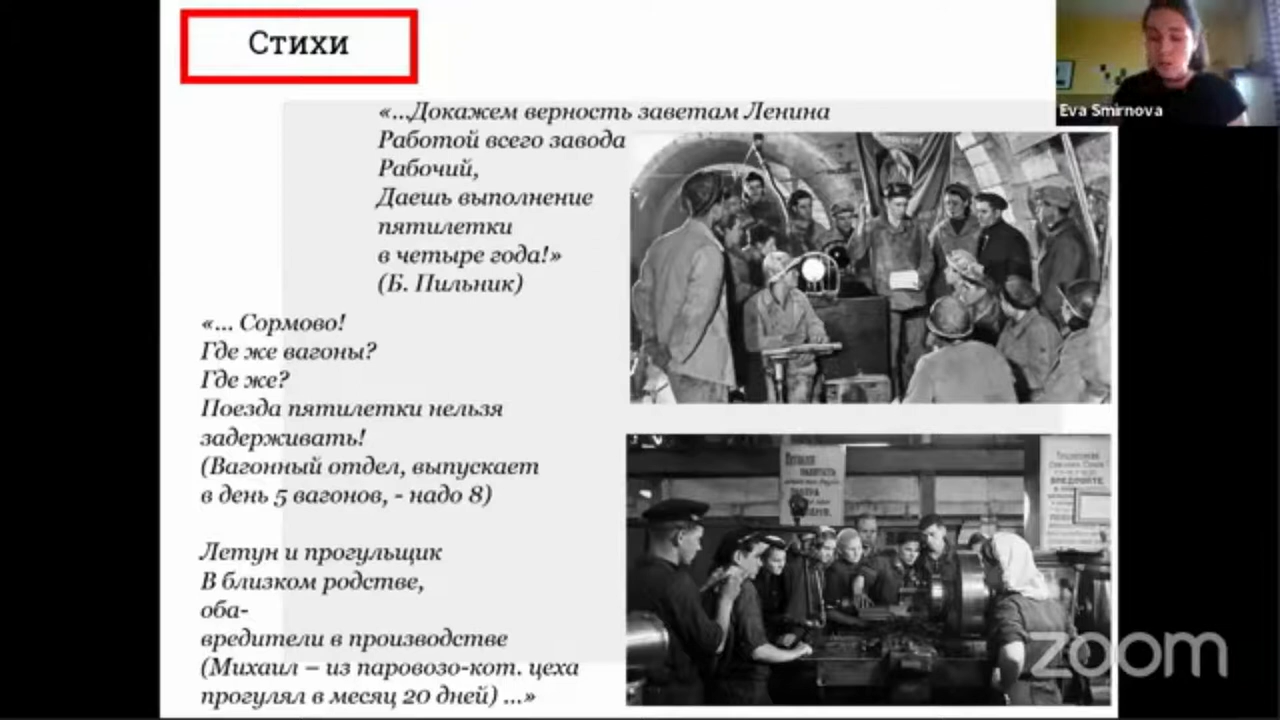 Стихи
Eva Smirnova
«...Докажем верность заветам Ленина
Работой всего завода
Рабочий,
Даешь выполнение
пятилетки
в четыре года!»
(Б. Пильник)
«... Сормово!
Где же вагоны?
Где же?
Поезда пятилетки нельзя
задерживать!
(Вагонный отдел, выпускает
в день 5 вагонов, - надо 8)
Летун и прогульщик
В близком родстве,
оба-
вредители в производстве
(Михаил – из паровозо-кот. цеха
прогулял в месяц 20 дней) ...»
zoom